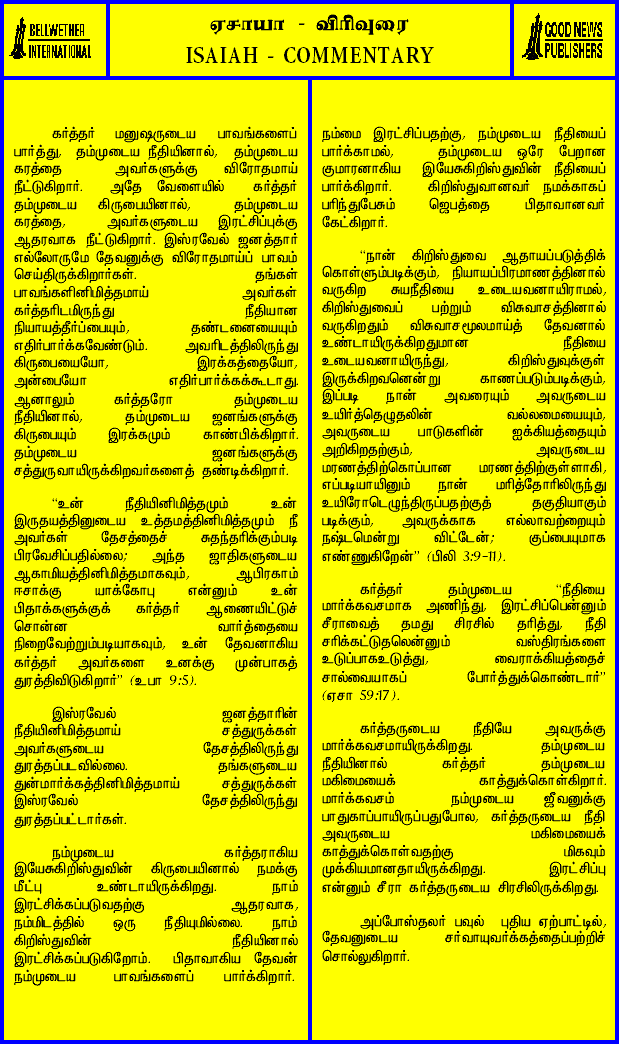 BELLWETHER
INTERNATIONAL
ஏசாயா - விரிவுரை
ISAIAH - COMMENTARY
GOOD NEWS
PUBLISHERS
கர்த்தர் மனுஷருடைய பாவங்களைப்
பார்த்து, தம்முடைய நீதியினால், தம்முடைய
கரத்தை அவர்களுக்கு விரோதமாய்
நீட்டுகிறார். அதே வேளையில் கர்த்தர்
தம்முடைய கிருபையினால், தம்முடைய
கரத்தை, அவர்களுடைய இரட்சிப்புக்கு
ஆதரவாக நீட்டுகிறார். இஸ்ரவேல் ஜனத்தார்
எல்லோருமே தேவனுக்கு விரோதமாய்ப் பாவம்
செய்திருக்கிறார்கள். தங்கள்
பாவங்களினிமித்தமாய் அவர்கள்
கர்த்தரிடமிருந்து நீதியான
நியாயத்தீர்ப்பையும், தண்டனையையும்
எதிர்பார்க்கவேண்டும். அவரிடத்திலிருந்து
கிருபையையோ, இரக்கத்தையோ,
அன்பையோ எதிர்பார்க்கக்கூடாது.
ஆனாலும் கர்த்தரோ தம்முடைய
நீதியினால், தம்முடைய ஜனங்களுக்கு
கிருபையும் இரக்கமும் காண்பிக்கிறார்.
தம்முடைய ஜனங்களுக்கு
சத்துருவாயிருக்கிறவர்களைத் தண்டிக்கிறார்.
“உன் நீதியினிமித்தமும் உன்
இருதயத்தினுடைய உத்தமத்தினிமித்தமும் நீ
அவர்கள் தேசத்தைச் சுதந்தரிக்கும்படி
பிரவேசிப்பதில்லை; அந்த ஜாதிகளுடைய
ஆகாமியத்தினிமித்தமாகவும், ஆபிரகாம்
ஈசாக்கு யாக்கோபு என்னும் உன்
பிதாக்களுக்குக் கர்த்தர் ஆணையிட்டுச்
சொன்ன வார்த்தையை
நிறைவேற்றும்படியாகவும், உன் தேவனாகிய
கர்த்தர் அவர்களை உனக்கு முன்பாகத்
துரத்திவிடுகிறார்” (உபா 9:5).
இஸ்ரவேல் ஜனத்தாரின்
நீதியினிமித்தமாய் சத்துருக்கள்
அவர்களுடைய தேசத்திலிருந்து
துரத்தப்படவில்லை. தங்களுடைய
துன்மார்க்கத்தினிமித்தமாய் சத்துருக்கள்
இஸ்ரவேல் தேசத்திலிருந்து
துரத்தப்பட்டார்கள்.
நம்முடைய கர்த்தராகிய
இயேசுகிறிஸ்துவின் கிருபையினால் நமக்கு
மீட்பு உண்டாயிருக்கிறது. நாம்
இரட்சிக்கப்படுவதற்கு ஆதரவாக,
நம்மிடத்தில் ஒரு நீதியுமில்லை. நாம்
கிறிஸ்துவின் நீதியினால்
இரட்சிக்கப்படுகிறோம். பிதாவாகிய தேவன்
நம்முடைய பாவங்களைப் பார்க்கிறார்.
நம்மை இரட்சிப்பதற்கு, நம்முடைய நீதியைப்
பார்க்காமல், தம்முடைய ஒரே பேறான
குமாரனாகிய இயேசுகிறிஸ்துவின் நீதியைப்
பார்க்கிறார். கிறிஸ்துவானவர் நமக்காகப்
பரிந்துபேசும் ஜெபத்தை பிதாவானவர்
கேட்கிறார்.
“நான் கிறிஸ்துவை ஆதாயப்படுத்திக்
கொள்ளும்படிக்கும், நியாயப்பிரமாணத்தினால்
வருகிற சுயநீதியை உடையவனாயிராமல்,
கிறிஸ்துவைப் பற்றும் விசுவாசத்தினால்
வருகிறதும் விசுவாசமூலமாய்த் தேவனால்
உண்டாயிருக்கிறதுமான நீதியை
உடையவனாயிருந்து, கிறிஸ்துவுக்குள்
இருக்கிறவனென்று காணப்படும்படிக்கும்,
இப்படி நான் அவரையும் அவருடைய
உயிர்த்தெழுதலின் வல்லமையையும்,
அவருடைய பாடுகளின் ஐக்கியத்தையும்
அறிகிறதற்கும், அவருடைய
மரணத்திற்கொப்பான மரணத்திற்குள்ளாகி,
எப்படியாயினும் நான் மரித்தோரிலிருந்து
உயிரோடெழுந்திருப்பதற்குத் தகுதியாகும்
படிக்கும், அவருக்காக எல்லாவற்றையும்
நஷ்டமென்று விட்டேன்; குப்பையுமாக
எண்ணுகிறேன்” (பிலி 3:9-11).
கர்த்தர் தம்முடைய “நீதியை
மார்க்கவசமாக அணிந்து, இரட்சிப்பென்னும்
சீராவைத் தமது சிரசில் தரித்து, நீதி
சரிக்கட்டுதலென்னும் வஸ்திரங்களை
உடுப்பாகஉடுத்து, வைராக்கியத்தைச்
சால்வையாகப் போர்த்துக்கொண்டார்”
(ஏசா 59:17).
கர்த்தருடைய நீதியே அவருக்கு
மார்க்கவசமாயிருக்கிறது. தம்முடைய
நீதியினால் கர்த்தர் தம்முடைய
மகிமையைக் காத்துக்கொள்கிறார்.
மார்க்கவசம் நம்முடைய ஜீவனுக்கு
பாதுகாப்பாயிருப்பதுபோல, கர்த்தருடைய நீதி
அவருடைய மகிமையைக்
காத்துக்கொள்வதற்கு மிகவும்
முக்கியமானதாயிருக்கிறது. இரட்சிப்பு
என்னும் சீரா கர்த்தருடைய சிரசிலிருக்கிறது.
அப்போஸ்தலர் பவுல் புதிய ஏற்பாட்டில்,
தேவனுடைய சர்வாயுவர்க்கத்தைப்பற்றிச்
சொல்லுகிறார்.